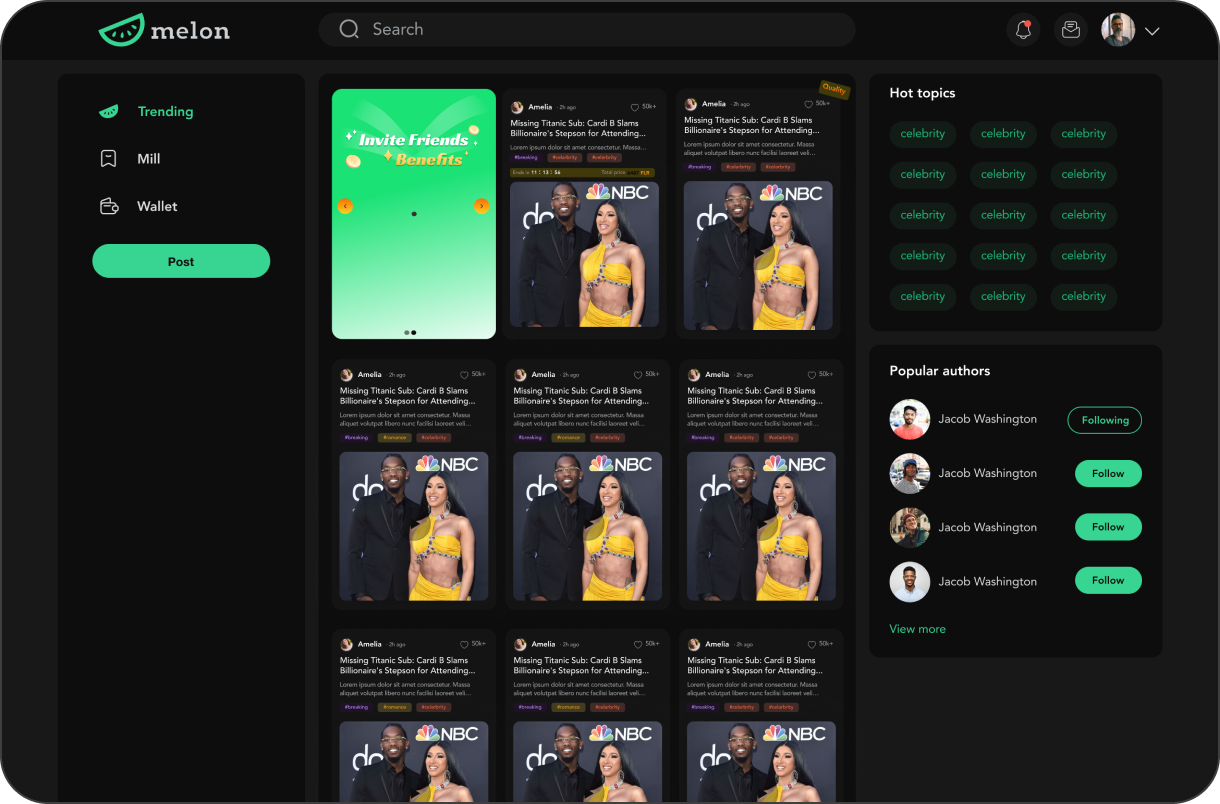 melon
Search
Trending
Mill
Wallet
Post
Invite Friends
Benefits
Amelia · 2h ago 50k+
Missing Titanic Sub: Cardi B Slams
Billionaire's Stepson for Attending...
Lorem ipsum dolor sit amet consectetur. Massa
aliquet volutpat libero nunc facilisi laoreet veli...
#breaking #celebrity #celebrity
Ends in 11 : 13 : 56 Total price FLR
NBC
Quality
Amelia · 2h ago 50k+
Missing Titanic Sub: Cardi B Slams
Billionaire's Stepson for Attending...
Lorem ipsum dolor sit amet consectetur. Massa
aliquet volutpat libero nunc facilisi laoreet veli...
#breaking #celebrity #celebrity
NBC
Amelia · 2h ago 50k+
Missing Titanic Sub: Cardi B Slams
Billionaire's Stepson for Attending...
Lorem ipsum dolor sit amet consectetur. Massa
aliquet volutpat libero nunc facilisi laoreet veli...
#breaking #romance #celebrity
NBC
Amelia · 2h ago 50k+
Missing Titanic Sub: Cardi B Slams
Billionaire's Stepson for Attending...
Lorem ipsum dolor sit amet consectetur. Massa
aliquet volutpat libero nunc facilisi laoreet veli...
#breaking #romance #celebrity
NBC
Amelia · 2h ago 50k+
Missing Titanic Sub: Cardi B Slams
Billionaire's Stepson for Attending...
Lorem ipsum dolor sit amet consectetur. Massa
aliquet volutpat libero nunc facilisi laoreet veli...
#breaking #celebrity #celebrity
NBC
Amelia · 2h ago 50k+
Missing Titanic Sub: Cardi B Slams
Billionaire's Stepson for Attending...
Lorem ipsum dolor sit amet consectetur. Massa
aliquet volutpat libero nunc facilisi laoreet veli...
#breaking #romance #celebrity
NBC
Amelia · 2h ago 50k+
Missing Titanic Sub: Cardi B Slams
Billionaire's Stepson for Attending...
Lorem ipsum dolor sit amet consectetur. Massa
aliquet volutpat libero nunc facilisi laoreet veli...
#breaking #romance #celebrity
NBC
Amelia · 2h ago 50k+
Missing Titanic Sub: Cardi B Slams
Billionaire's Stepson for Attending...
Lorem ipsum dolor sit amet consectetur. Massa
aliquet volutpat libero nunc facilisi laoreet veli...
#breaking #celebrity #celebrity
NBC
Hot topics
celebrity celebrity celebrity
celebrity celebrity celebrity
celebrity celebrity celebrity
celebrity celebrity celebrity
celebrity celebrity celebrity
Popular authors
Jacob Washington Following
Jacob Washington Follow
Jacob Washington Follow
Jacob Washington Follow
View more